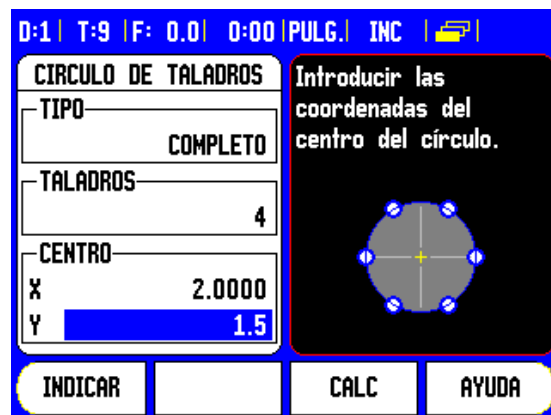 D:1 | T:9 | F: 0.0 | 0:00 | PULG. | INC
CIRCULO DE TALADROS
TIPO
COMPLETO
TALADROS
4
CENTRO
X 2.0000
Y 1.5
Introducir las
coordenadas del
centro del círculo.
INDICAR CALC AYUDA